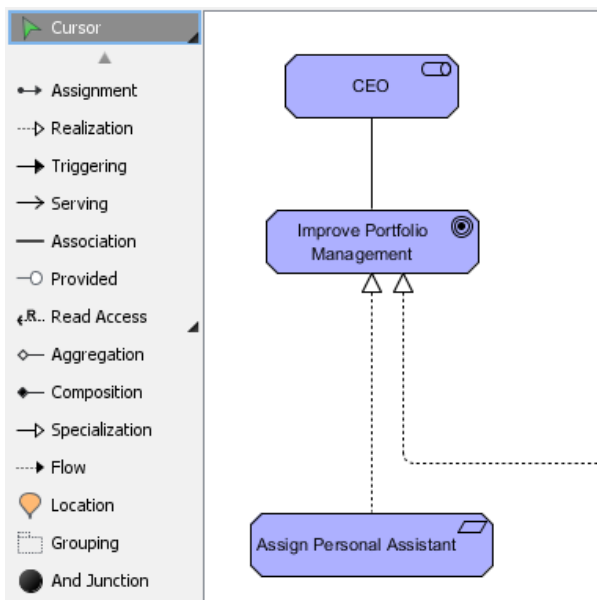 Cursor
Assignment
Realization
Triggering
Serving
Association
Provided
R.. Read Access
Aggregation
Composition
Specialization
Flow
Location
Grouping
And Junction
CEO
Improve Portfolio
Management
Assign Personal Assistant